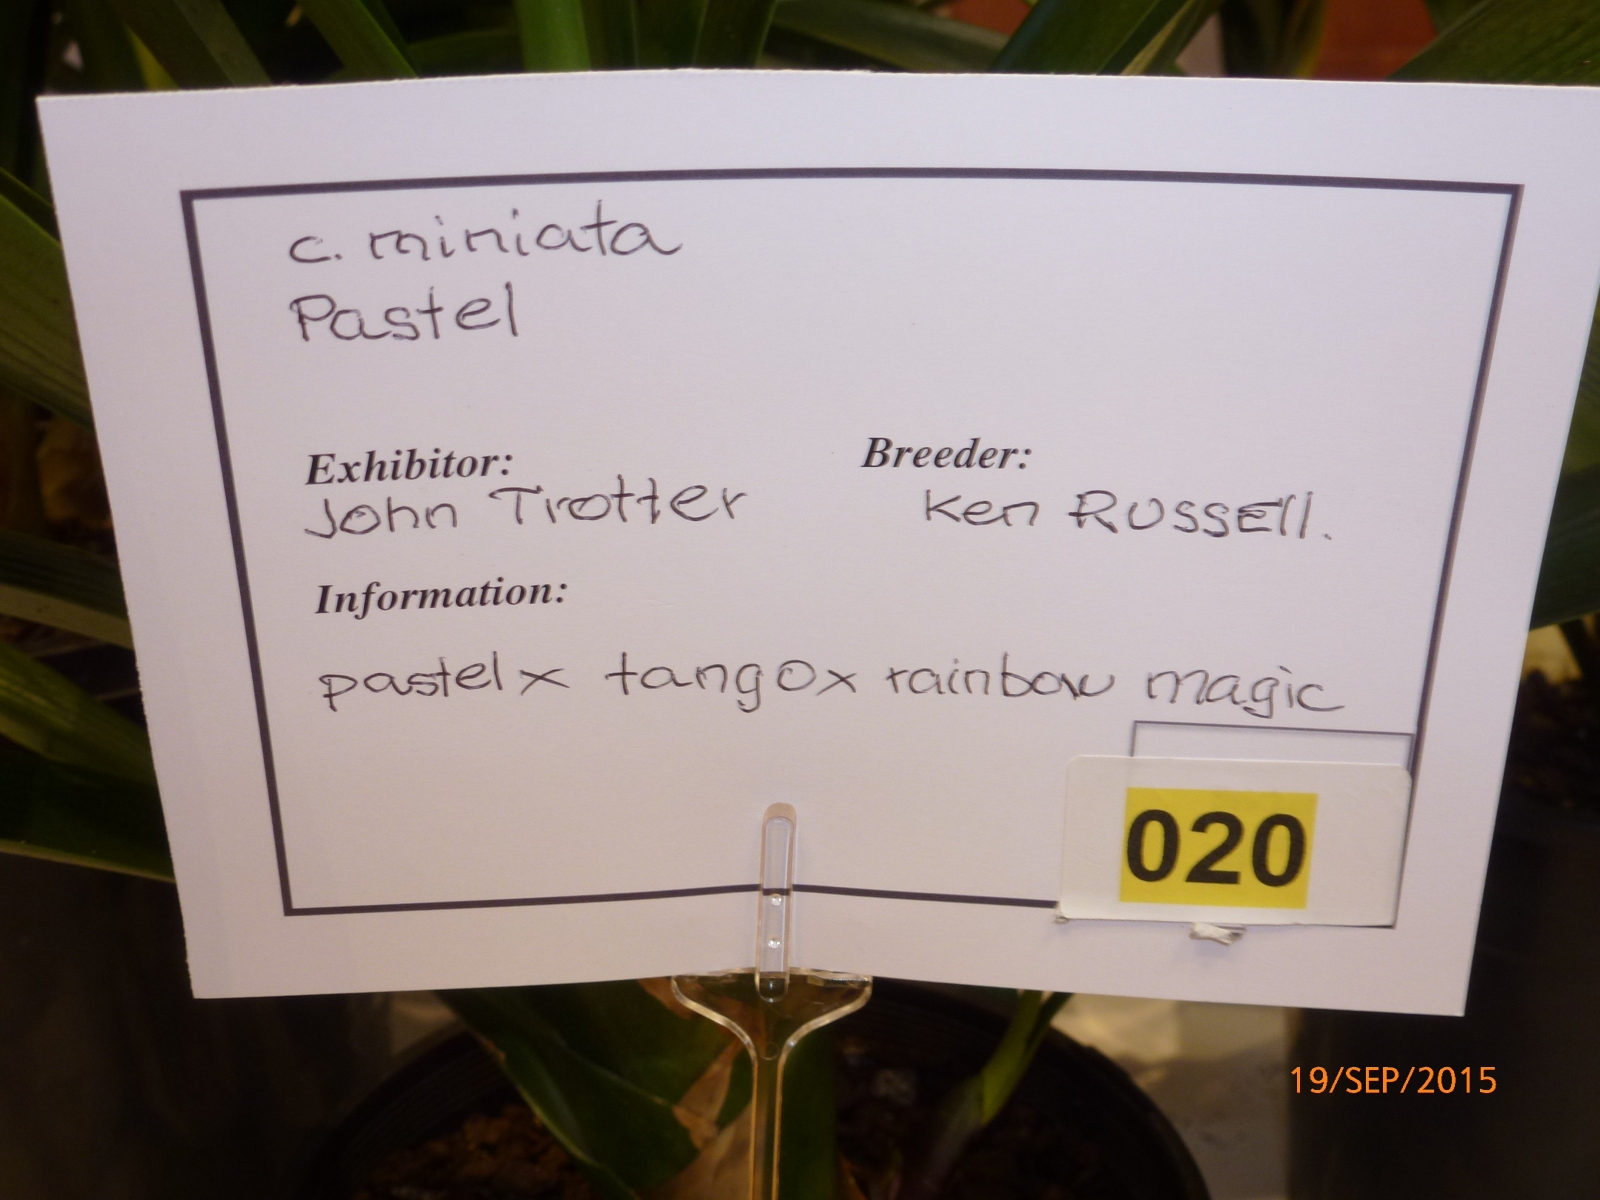 c. miniata
Pastel
Exhibitor: Breeder:
John Trotter Ken RUSSEll.
Information:
pastel x tango x rainbow magic
020
19/SEP/2015